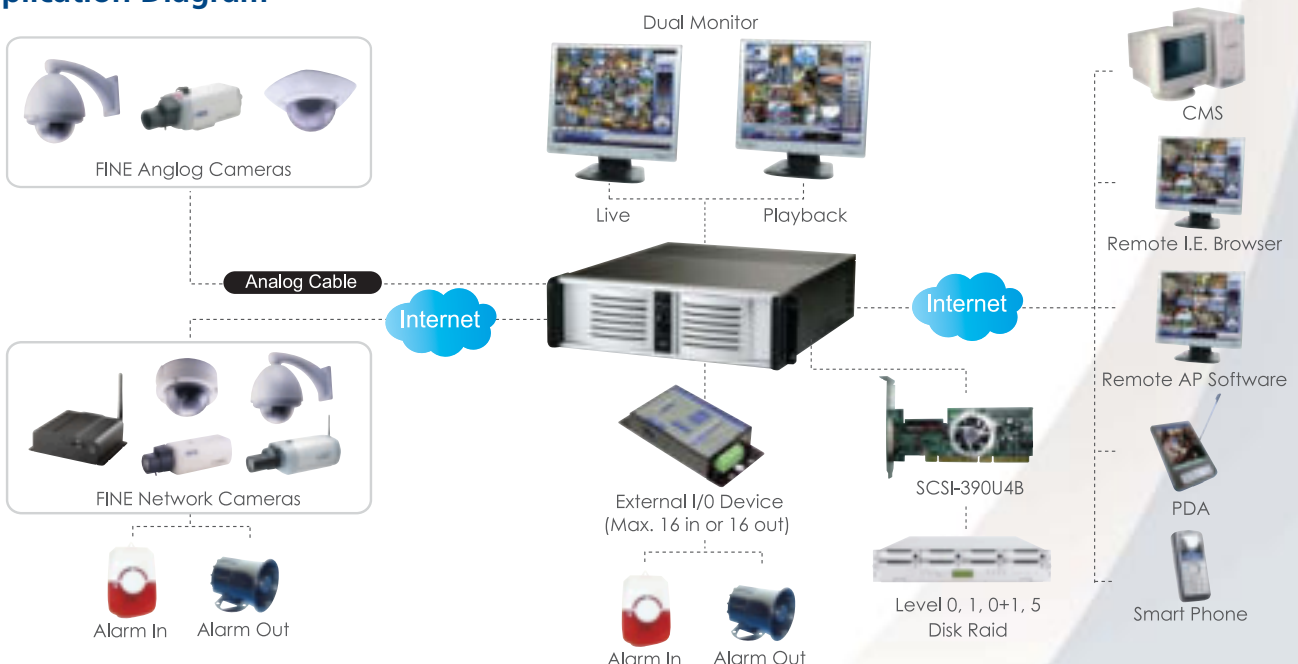 Application Diagram
Dual Monitor
FINE Anglog Cameras
Live
Playback
CMS
Remote I.E. Browser
Analog Cable
Internet
Internet
Remote AP Software
FINE Network Cameras
External I/0 Device
(Max. 16 in or 16 out)
SCSI-390U4B
PDA
Alarm In
Alarm Out
Level 0, 1, 0+1, 5
Disk Raid
Smart Phone
Alarm In
Alarm Out